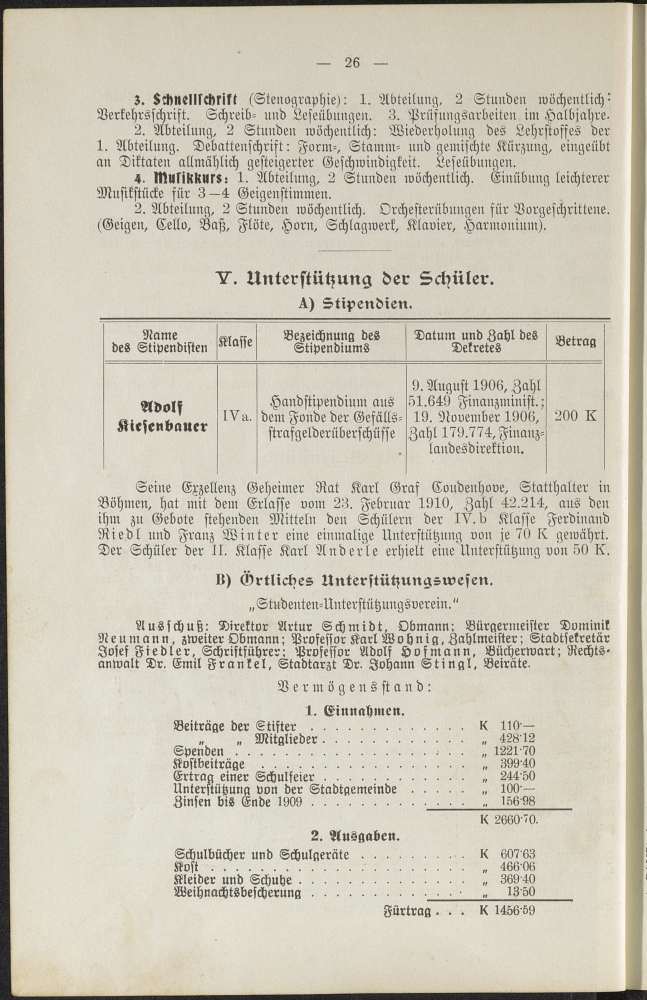 — 26 —
3. Schnellschrift (Stenographie): 1. Abteilung, 2 Stunden wöchentlich:
Verkehrsschrift. Schreib- und Leseübungen. 3. Prüfungsarbeiten im Halbjahre.
2. Abteilung, 2 Stunden wöchentlich: Wiederholung des Lehrstoffes der
1. Abteilung. Debattenschrift: Form-, Stamm- und gemischte Kürzung, eingeübt
an Diktaten allmählich gesteigerter Geschwindigkeit. Leseübungen.
4. Musikkurs: 1. Abteilung, 2 Stunden wöchentlich. Einübung leichterer
Musikstücke für 3—4 Geigenstimmen.
2. Abteilung, 2 Stunden wöchentlich. Orchesterübungen für Vorgeschrittene.
(Geigen, Cello, Baß, Flöte, Horn, Schlagwerk, Klavier, Harmonium).
V. Unterstützung der Schüler.
A) Stipendien.
Name des Stipendisten | Klasse | Bezeichnung des Stipendiums | Datum und Zahl des Dekretes | Betrag
9. August 1906, Zahl
Adolf | Handstipendium aus | 51.649 Finanzminist.;
Kiesenbauer | IVa. | dem Fonde der Gefälls- | 19. November 1906, | 200 K
strafgelderüberschüsse | Zahl 179.774, Finanz-
landesdirektion.
Seine Exzellenz Geheimer Rat Karl Graf Coudenhove, Statthalter in
Böhmen, hat mit dem Erlasse vom 23. Februar 1910, Zahl 42.214, aus den
ihm zu Gebote stehenden Mitteln den Schülern der IV. b Klasse Ferdinand
Riedl und Franz Winter eine einmalige Unterstützung von je 70 K gewährt.
Der Schüler der II. Klasse Karl Anderle erhielt eine Unterstützung von 50 K.
B) Örtliches Unterstützungswesen.
„Studenten-Unterstützungsverein."
Ausschuß: Direktor Artur Schmidt, Obmann; Bürgermeister Dominik
Neumann, zweiter Obmann; Professor Karl Wohnig, Zahlmeister; Stadtsekretär
Josef Fiedler, Schriftführer; Professor Adolf Hofmann, Bücherwart; Rechts-
anwalt Dr. Emil Frankel, Stadtarzt Dr. Johann Stingl, Beiräte.
Vermögensstand:
1. Einnahmen.
Beiträge der Stifter . . . . . . . . . . . . K 110·—
„ „ Mitglieder . . . . . . . . . . . „ 428·12
Spenden . . . . . . . . . . . . . . . „ 1221·70
Kostbeiträge . . . . . . . . . . . . . „ 399·40
Ertrag einer Schulfeier . . . . . . . . . . „ 244·50
Unterstützung von der Stadtgemeinde . . . . . „ 100·—
Zinsen bis Ende 1909 . . . . . . . . . . „ 156·98
K 2660·70.
2. Ausgaben.
Schulbücher und Schulgeräte . . . . . . . . K 607·63
Kost . . . . . . . . . . . . . . . . „ 466·06
Kleider und Schuhe . . . . . . . . . . . „ 369·40
Weihnachtsbescherung . . . . . . . . . . „ 13·50
Fürtrag . . . K 1456·59